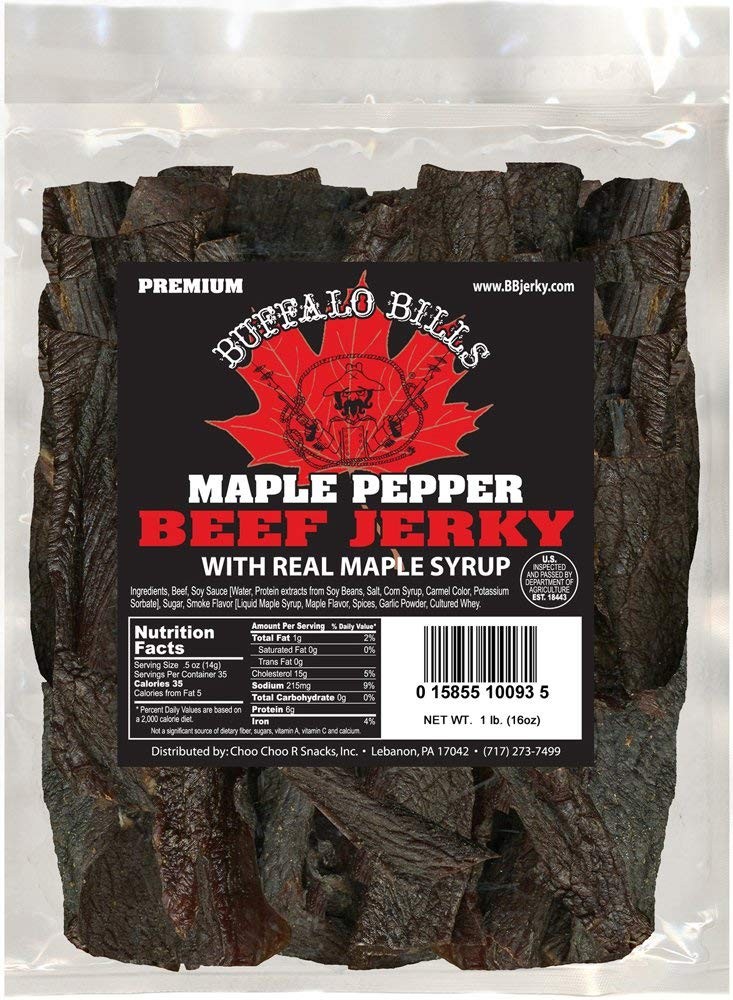 PREMIUM
www.BBjerky.com
BUFFALO BILLS
MAPLE PEPPER
BEEF JERKY
WITH REAL MAPLE SYRUP
U.S.
INSPECTED
AND PASSED BY
DEPARTMENT OF
AGRICULTURE
EST. 18443
Ingredients, Beef, Soy Sauce [Water, Protein extracts from Soy Beans, Salt, Corn Syrup, Carmel Color, Potassium
Sorbate], Sugar, Smoke Flavor [Liquid Maple Syrup, Maple Flavor, Spices, Garlic Powder, Cultured Whey.
Nutrition
Facts
Serving Size .5 oz (14g)
Servings Per Container 35
Calories 35
Calories from Fat 5
* Percent Daily Values are based on
a 2,000 calorie diet.
Amount Per Serving % Daily Value*
Total Fat 1g 2%
Saturated Fat 0g 0%
Trans Fat 0g
Cholesterol 15g 5%
Sodium 215mg 9%
Total Carbohydrate 0g 0%
Protein 6g
Iron 4%
Not a significant source of dietary fiber, sugars, vitamin A, vitamin C and calcium.
0 15855 10093 5
NET WT. 1 lb. (16oz)
Distributed by: Choo Choo R Snacks, Inc. • Lebanon, PA 17042 • (717) 273-7499